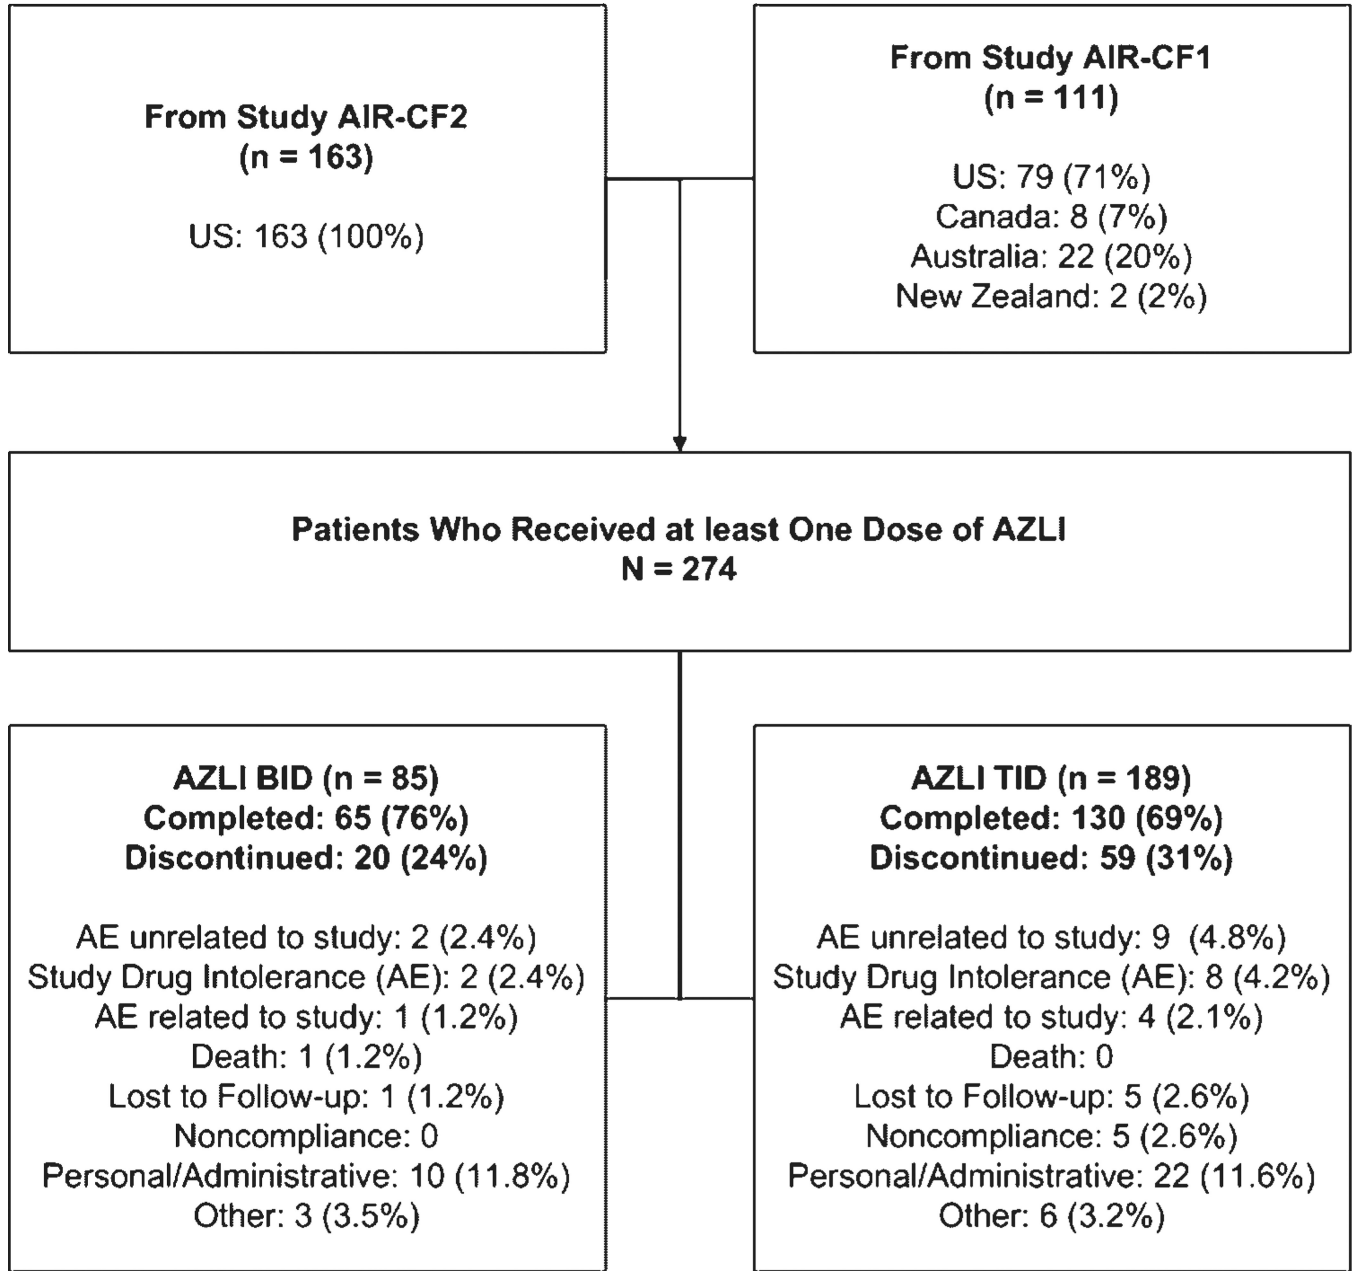 From Study AIR-CF2
(n = 163)
US: 163 (100%)
From Study AIR-CF1
(n = 111)
US: 79 (71%)
Canada: 8 (7%)
Australia: 22 (20%)
New Zealand: 2 (2%)
Patients Who Received at least One Dose of AZLI
N = 274
AZLI BID (n = 85)
Completed: 65 (76%)
Discontinued: 20 (24%)
AE unrelated to study: 2 (2.4%)
Study Drug Intolerance (AE): 2 (2.4%)
AE related to study: 1 (1.2%)
Death: 1 (1.2%)
Lost to Follow-up: 1 (1.2%)
Noncompliance: 0
Personal/Administrative: 10 (11.8%)
Other: 3 (3.5%)
AZLI TID (n = 189)
Completed: 130 (69%)
Discontinued: 59 (31%)
AE unrelated to study: 9 (4.8%)
Study Drug Intolerance (AE): 8 (4.2%)
AE related to study: 4 (2.1%)
Death: 0
Lost to Follow-up: 5 (2.6%)
Noncompliance: 5 (2.6%)
Personal/Administrative: 22 (11.6%)
Other: 6 (3.2%)